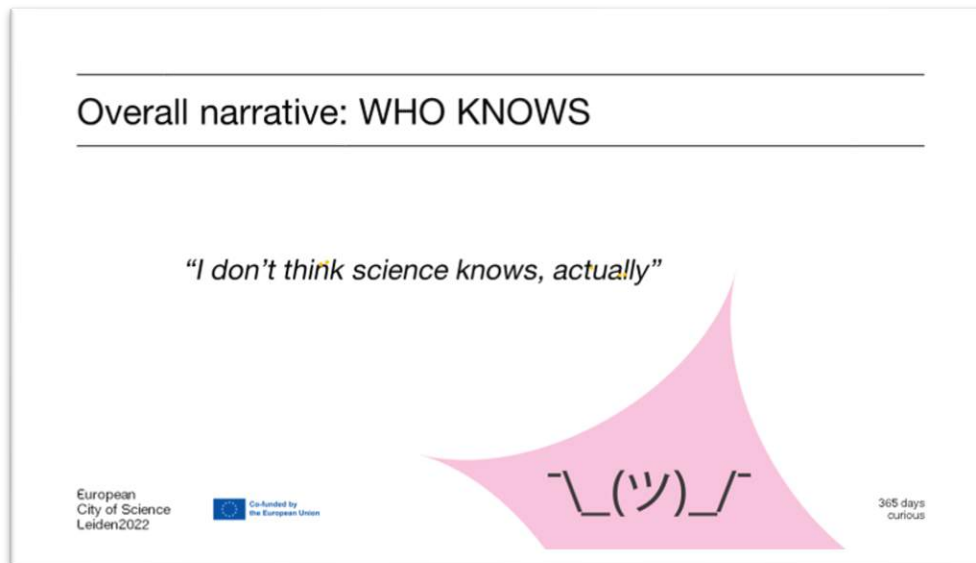 Overall narrative: WHO KNOWS
“I don’t think science knows, actually”
¯\_(ツ)_/¯
European
City of Science
Leiden2022
Co-funded by
the European Union
365 days
curious